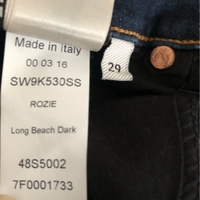 Made in Italy
00 03 16
SW9K530SS
ROZIE
Long Beach Dark
48S5002
7F0001733
29